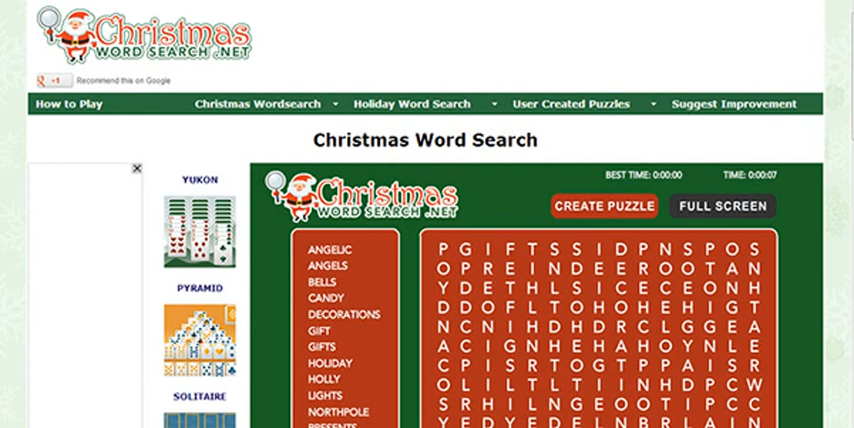 Christmas
WORD SEARCH .NET
+1 Recommend this on Google
How to Play Christmas Wordsearch Holiday Word Search User Created Puzzles Suggest Improvement
Christmas Word Search
YUKON
PYRAMID
SOLITAIRE
BEST TIME: 0:00:00 TIME: 0:00:07
Christmas
WORD SEARCH .NET
CREATE PUZZLE FULL SCREEN
ANGELIC
ANGELS
BELLS
CANDY
DECORATIONS
GIFT
GIFTS
HOLIDAY
HOLLY
LIGHTS
NORTHPOLE
PRESENTS
P G I F T S S I D P N S P O S
O P R E I N D E E R O O T A N
Y D E T H L S I C E C E O N H
D D O F L T O H O H E H I G T
N C N I H D H D R C L G G E A
A C I G N H E H A H O Y N L E
C P I S R T O G T P P A I S R
O L I L T L T I I N H D P C W
S R H I L N G E O O T I P C C
Y E D Y E D E L N B R L A I N